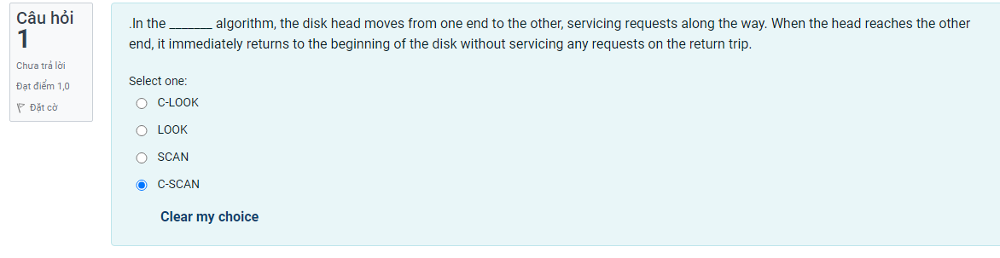 Câu hỏi
1
Chưa trả lời
Đạt điểm 1,0
Đặt cờ
.In the _______ algorithm, the disk head moves from one end to the other, servicing requests along the way. When the head reaches the other
end, it immediately returns to the beginning of the disk without servicing any requests on the return trip.
Select one:
C-LOOK
LOOK
SCAN
C-SCAN
Clear my choice